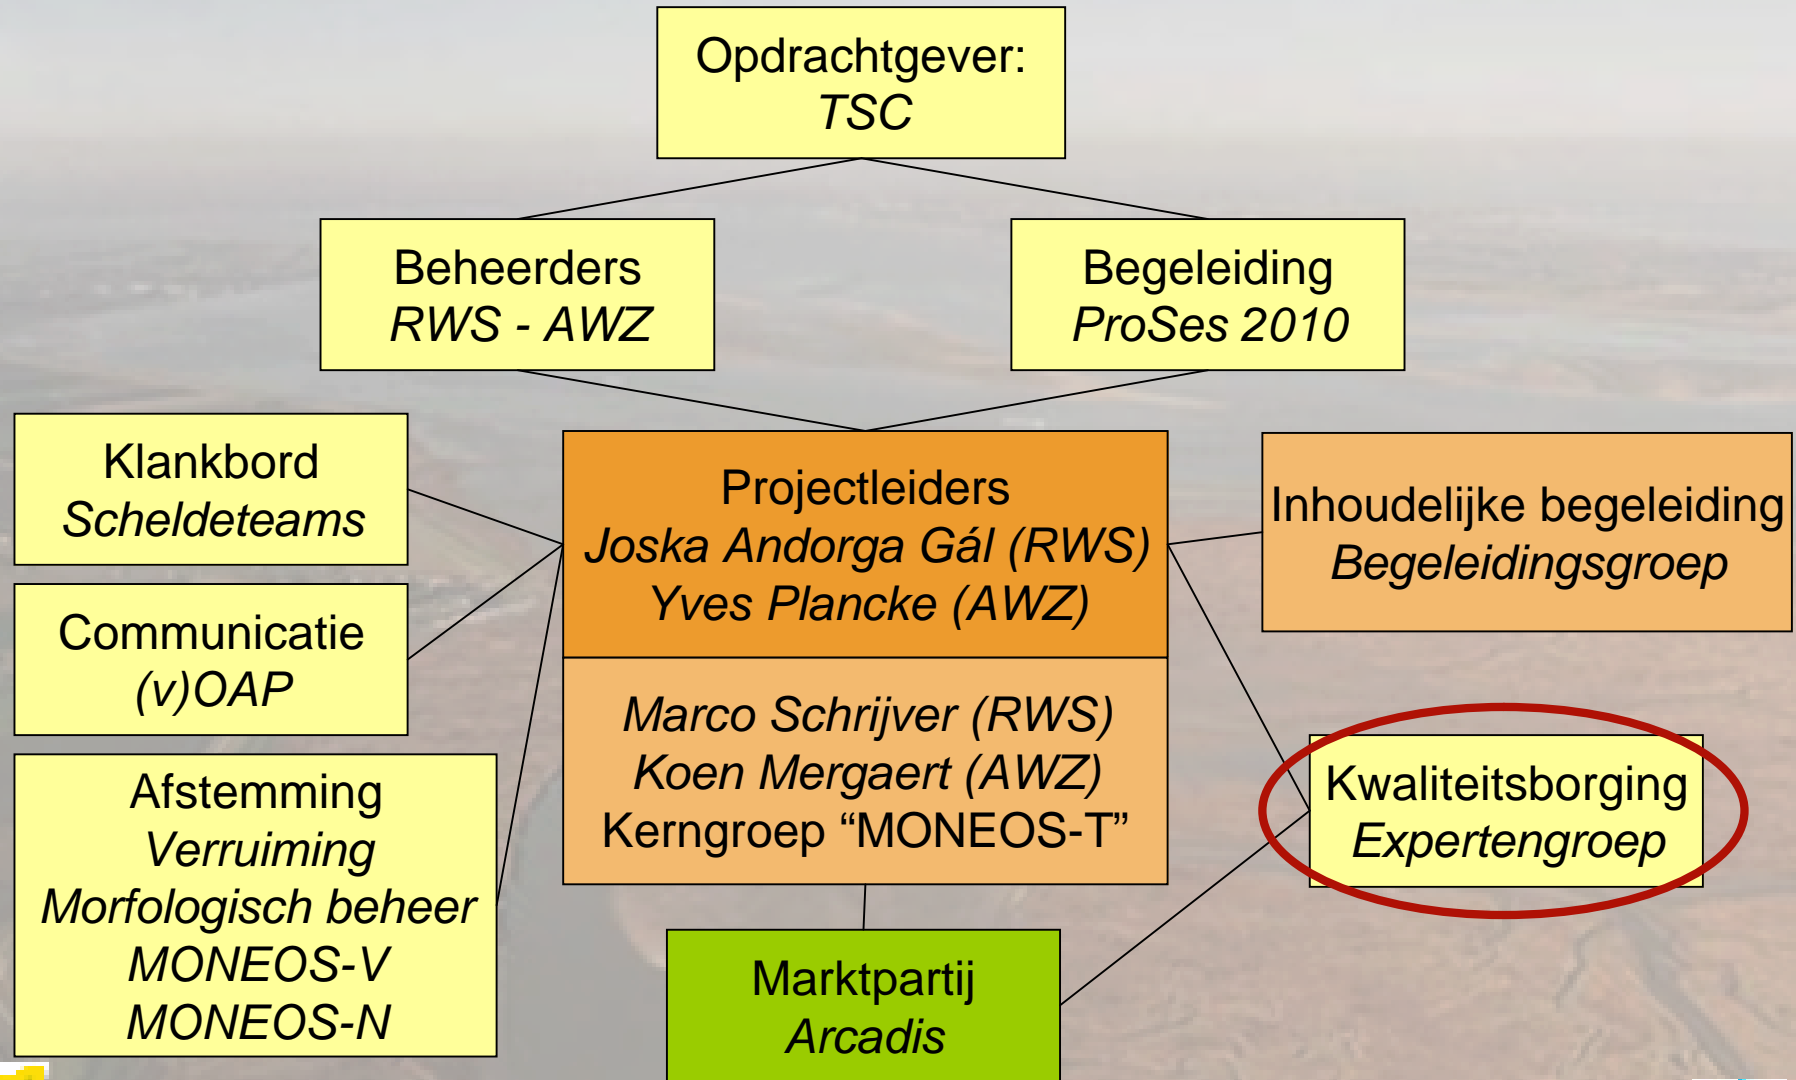 Opdrachtgever:
TSC
Beheerders
RWS - AWZ
Begeleiding
ProSes 2010
Klankbord
Scheldeteams
Communicatie
(v)OAP
Afstemming
Verruiming
Morfologisch beheer
MONEOS-V
MONEOS-N
Projectleiders
Joska Andorga Gál (RWS)
Yves Plancke (AWZ)
Marco Schrijver (RWS)
Koen Mergaert (AWZ)
Kerngroep “MONEOS-T”
Marktpartij
Arcadis
Inhoudelijke begeleiding
Begeleidingsgroep
Kwaliteitsborging
Expertengroep